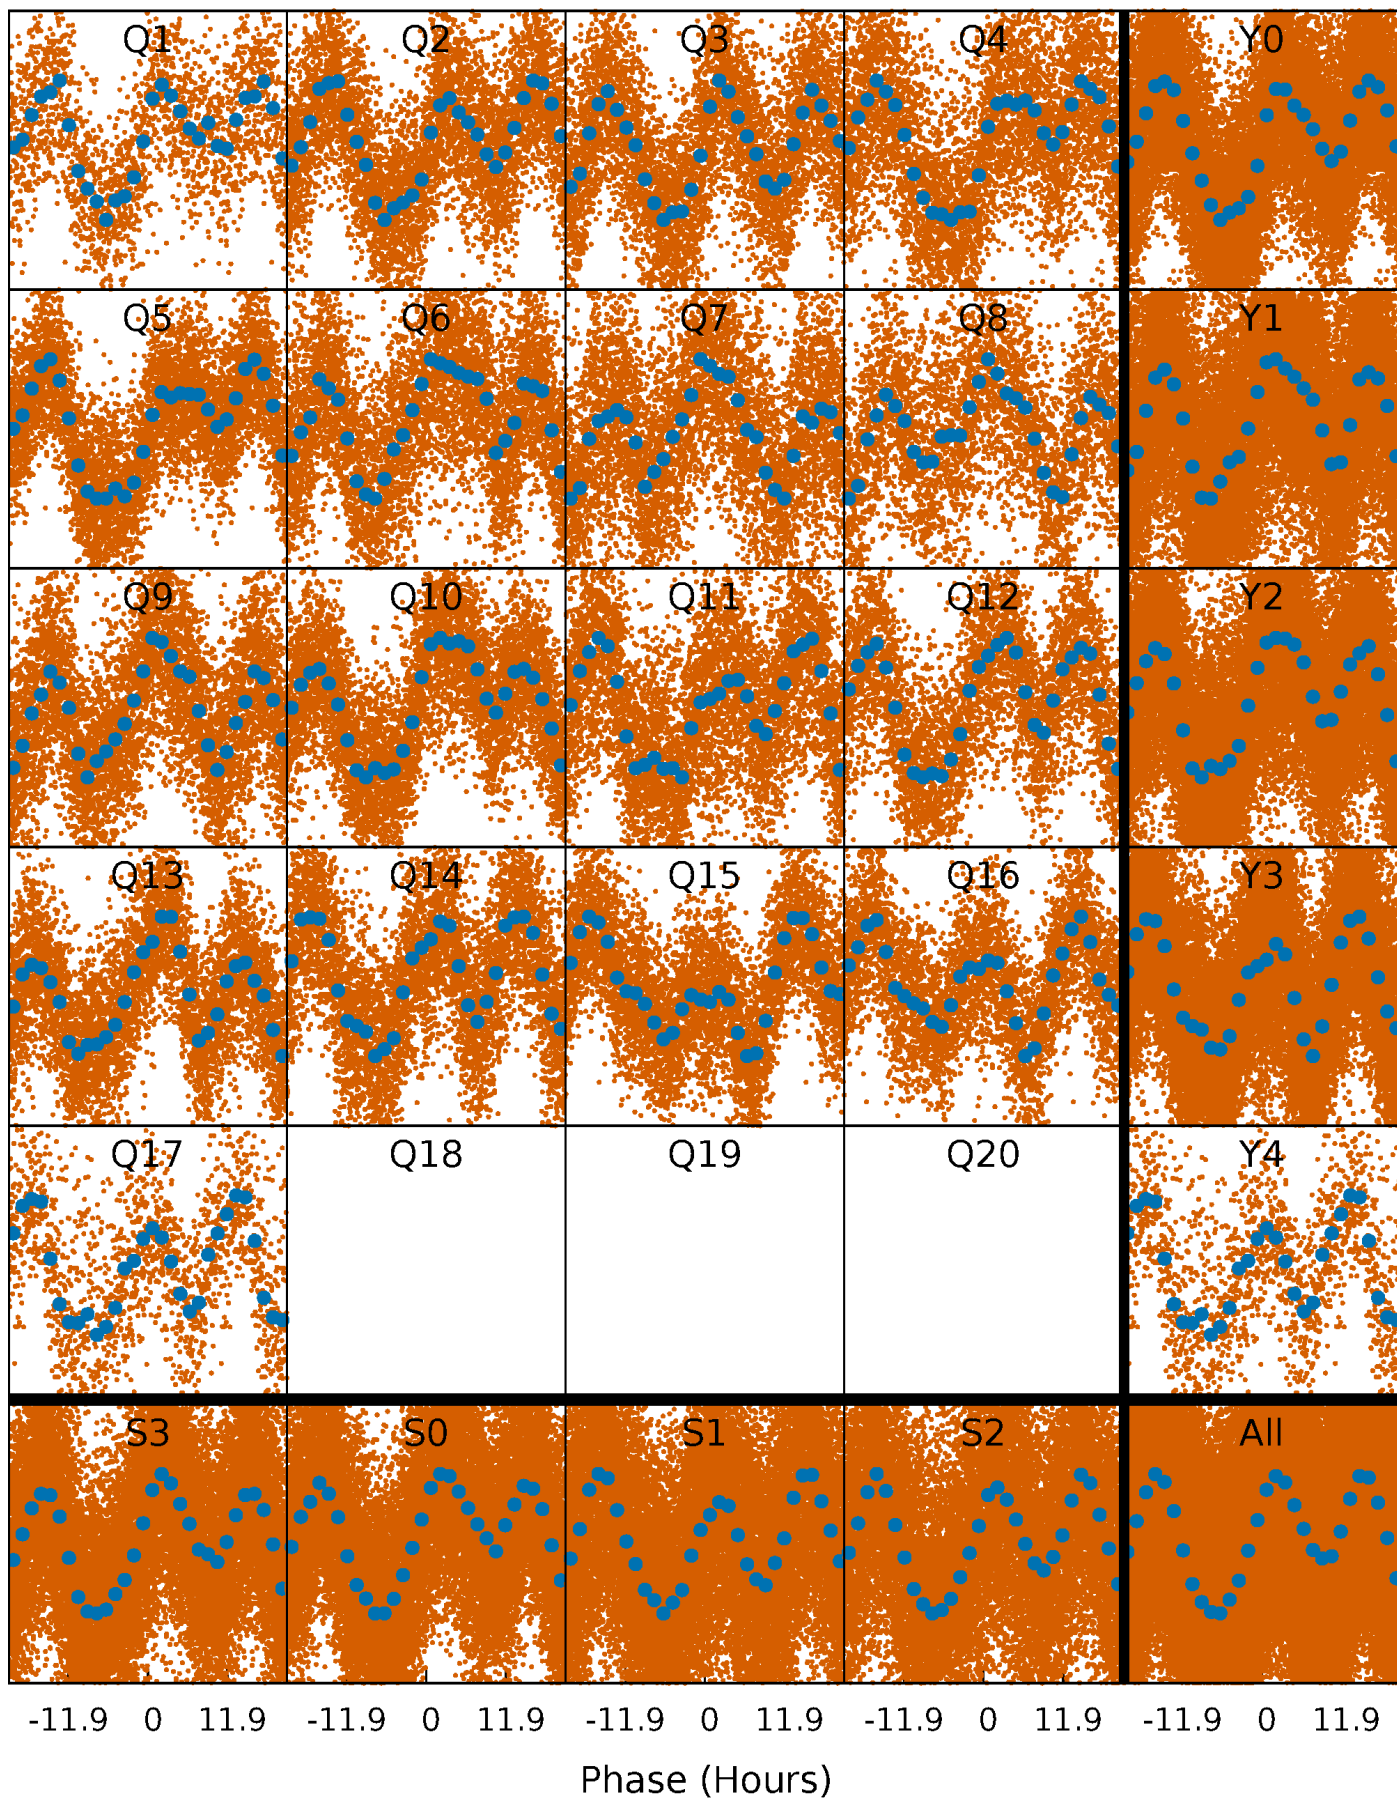 Q1 Q2 Q3 Q4 Y0
Q5 Q6 Q7 Q8 Y1
Q9 Q10 Q11 Q12 Y2
Q13 Q14 Q15 Q16 Y3
Q17 Q18 Q19 Q20 Y4
S3 S0 S1 S2 All
-11.9 0 11.9 -11.9 0 11.9 -11.9 0 11.9 -11.9 0 11.9 -11.9 0 11.9
Phase (Hours)